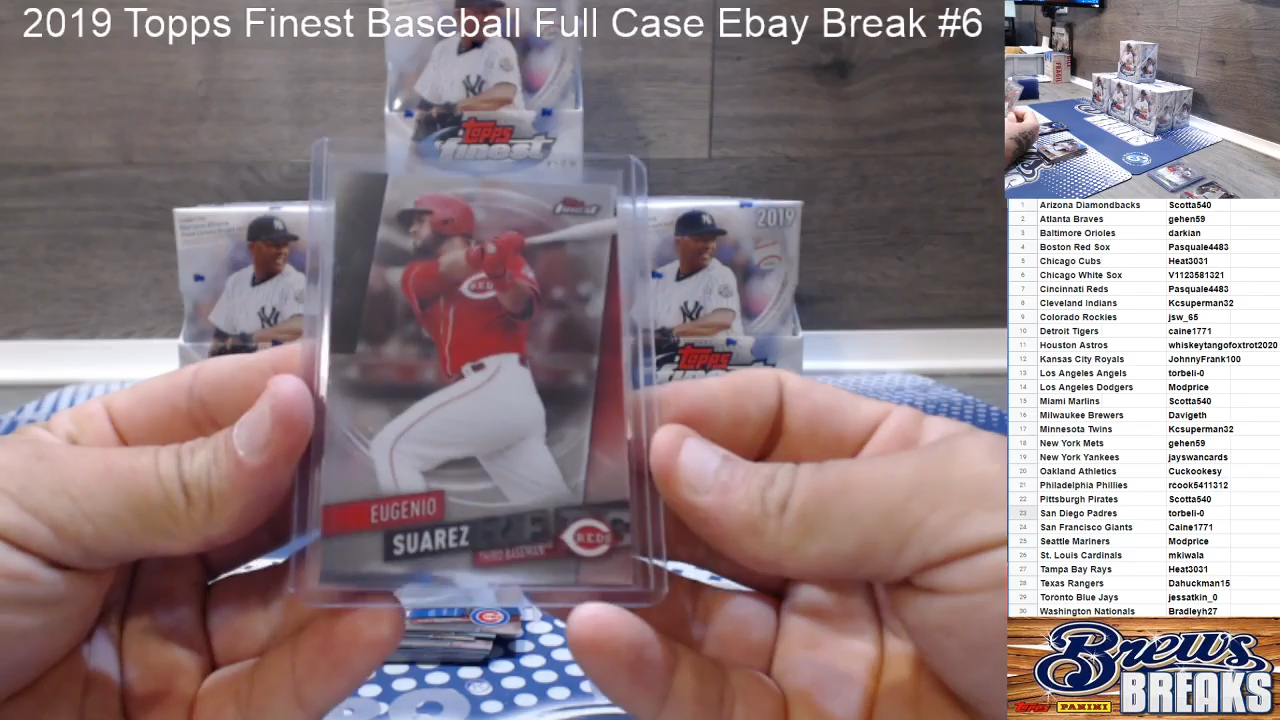 2019 Topps Finest Baseball Full Case Ebay Break #6
Topps
finest
2019
Topps
Finest
REDS
EUGENIO
SUAREZ
THIRD BASEMAN
REDS
FRAGILE
1 Arizona Diamondbacks Scotta540
2 Atlanta Braves gehen59
3 Baltimore Orioles darkian
4 Boston Red Sox Pasquale4483
5 Chicago Cubs Heat3031
6 Chicago White Sox V1123581321
7 Cincinnati Reds Pasquale4483
8 Cleveland Indians Kcsuperman32
9 Colorado Rockies jsw_65
10 Detroit Tigers caine1771
11 Houston Astros whiskeytangofoxtrot2020
12 Kansas City Royals JohnnyFrank100
13 Los Angeles Angels torbeli-0
14 Los Angeles Dodgers Modprice
15 Miami Marlins Scotta540
16 Milwaukee Brewers Davigeth
17 Minnesota Twins Kcsuperman32
18 New York Mets gehen59
19 New York Yankees jayswancards
20 Oakland Athletics Cuckookesy
21 Philadelphia Phillies rcook5411312
22 Pittsburgh Pirates Scotta540
23 San Diego Padres torbeli-0
24 San Francisco Giants Caine1771
25 Seattle Mariners Modprice
26 St. Louis Cardinals mkiwala
27 Tampa Bay Rays Heat3031
28 Texas Rangers Dahuckman15
29 Toronto Blue Jays jessatkin_0
30 Washington Nationals Bradleyh27
Brews
BREAKS
Topps PANINI